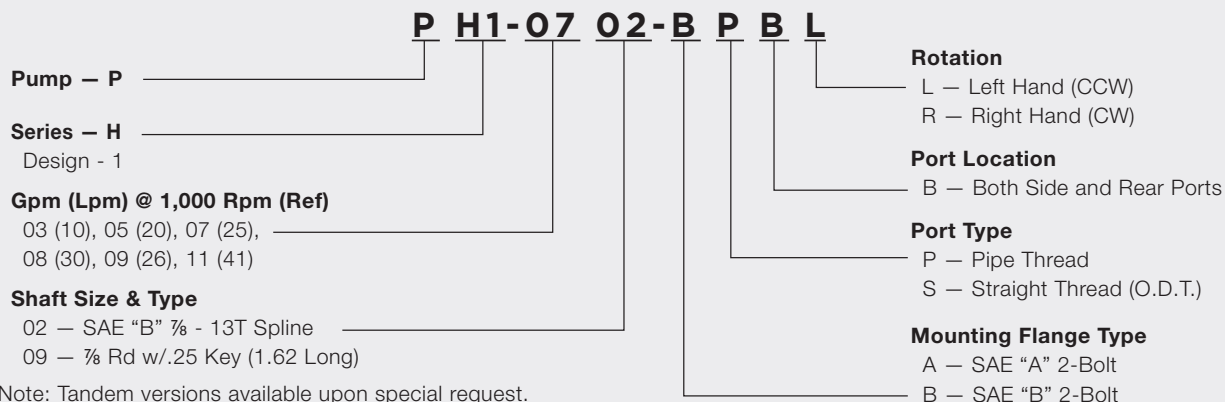 P H1-07 02-B P B L
Pump — P
Series — H
Design - 1
Gpm (Lpm) @ 1,000 Rpm (Ref)
03 (10), 05 (20), 07 (25),
08 (30), 09 (26), 11 (41)
Shaft Size & Type
02 — SAE “B” ⅞ - 13T Spline
09 — ⅞ Rd w/.25 Key (1.62 Long)
Note: Tandem versions available upon special request.
Rotation
L — Left Hand (CCW)
R — Right Hand (CW)
Port Location
B — Both Side and Rear Ports
Port Type
P — Pipe Thread
S — Straight Thread (O.D.T.)
Mounting Flange Type
A — SAE “A” 2-Bolt
B — SAE “B” 2-Bolt